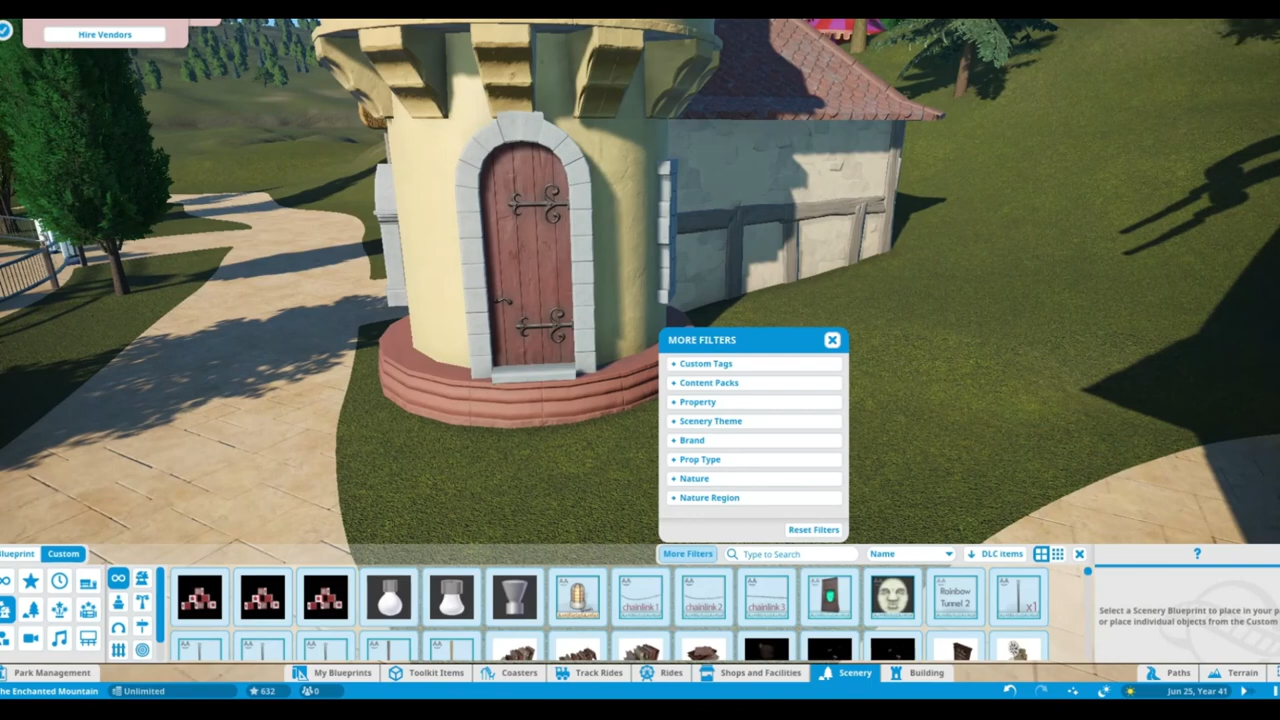 Hire Vendors
MORE FILTERS
+ Custom Tags
+ Content Packs
+ Property
+ Scenery Theme
+ Brand
+ Prop Type
+ Nature
+ Nature Region
Reset Filters
Blueprint Custom More Filters Type to Search Name DLC items ?
chainlink 1 chainlink 2 chainlink 3 Rainbow Tunnel 2 x1
Select a Scenery Blueprint to place in your p
or place individual objects from the Custom
Park Management My Blueprints Toolkit Items Coasters Track Rides Rides Shops and Facilities Scenery Building Paths Terrain
he Enchanted Mountain Unlimited 632 0 Jun 25, Year 41